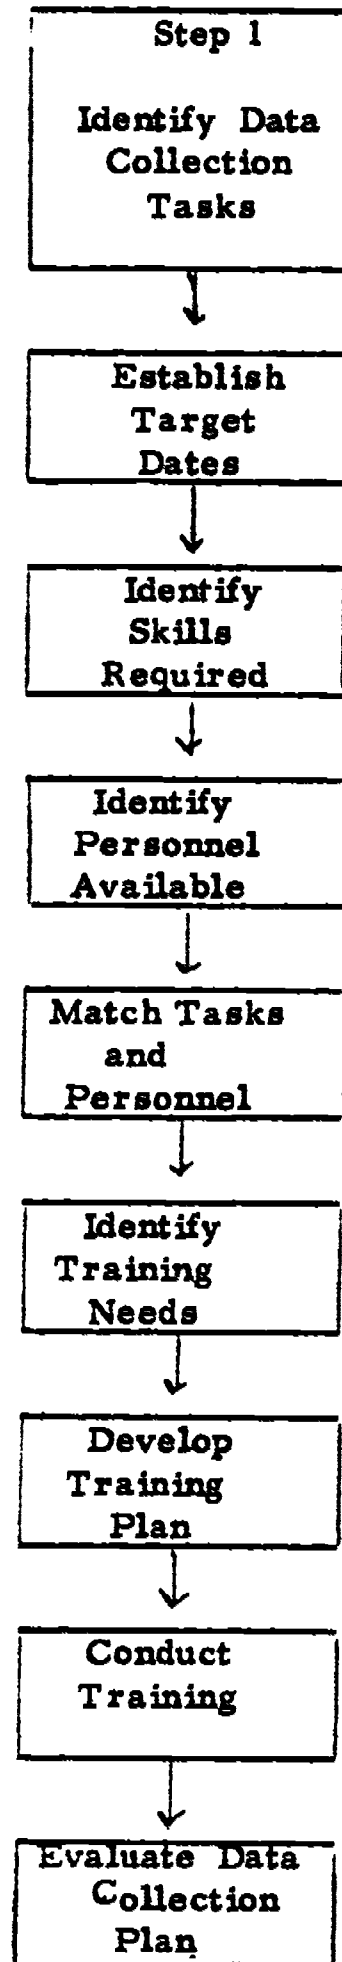 Step 1
Identify Data
Collection
Tasks
Establish
Target
Dates
Identify
Skills
Required
Identify
Personnel
Available
Match Tasks
and
Personnel
Identify
Training
Needs
Develop
Training
Plan
Conduct
Training
Evaluate Data
Collection
Plan